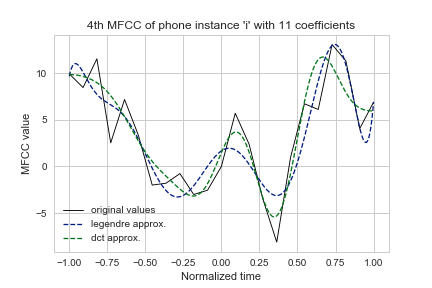 4th MFCC of phone instance 'i' with 11 coefficients
MFCC value
10
5
0
−5
original values
legendre approx.
dct approx.
−1.00 −0.75 −0.50 −0.25 0.00 0.25 0.50 0.75 1.00
Normalized time